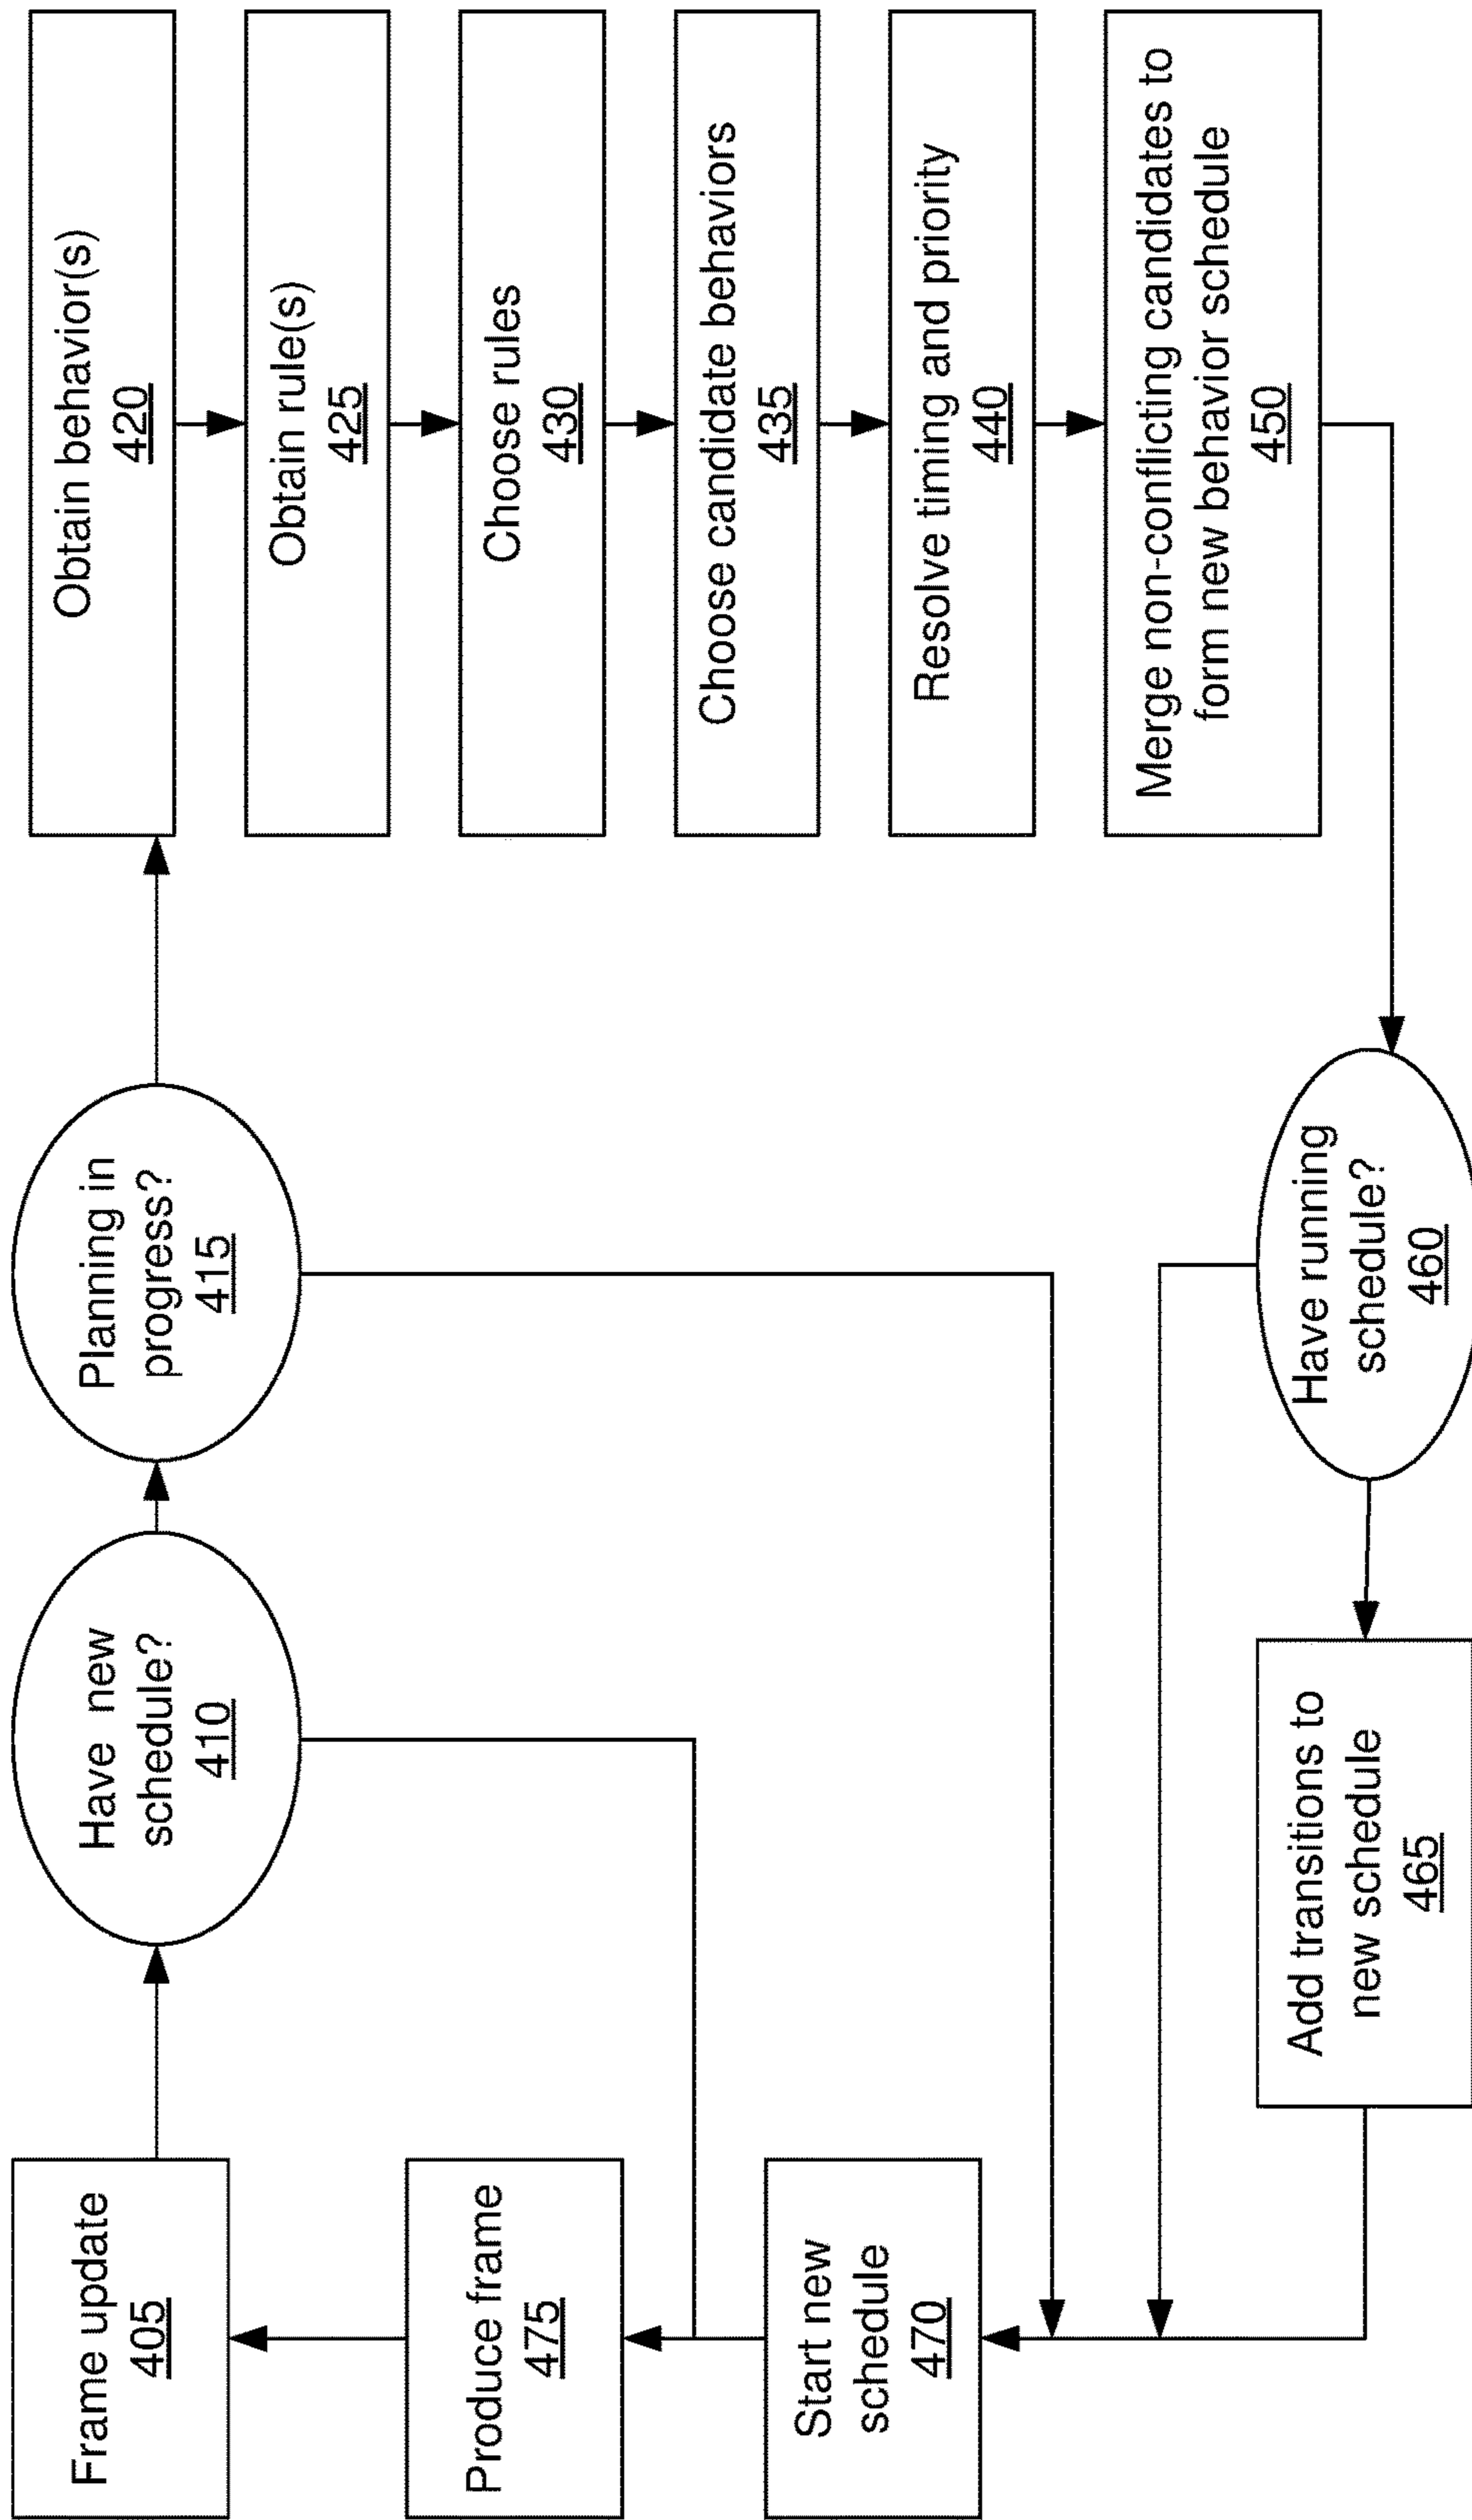 Frame update
405
Have new
schedule?
410
Planning in
progress?
415
Obtain behavior(s)
420
Obtain rule(s)
425
Choose rules
430
Choose candidate behaviors
435
Resolve timing and priority
440
Merge non-conflicting candidates to
form new behavior schedule
450
Have running
schedule?
460
Add transitions to
new schedule
465
Start new
schedule
470
Produce frame
475